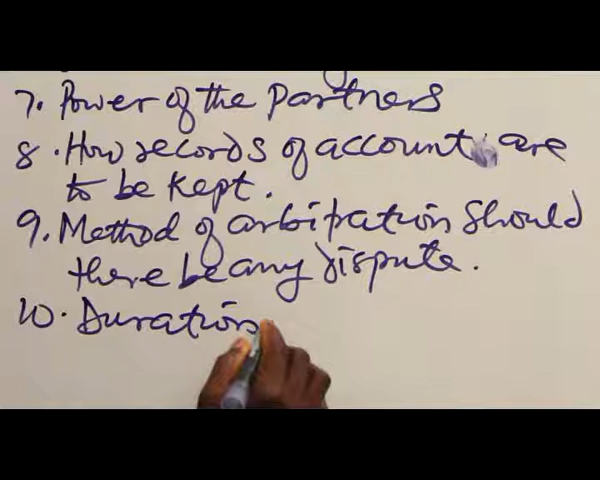 7. Power of the Partners
8. How records of account are
to be kept.
9. Method of arbitration should
there be any dispute.
10. Duration